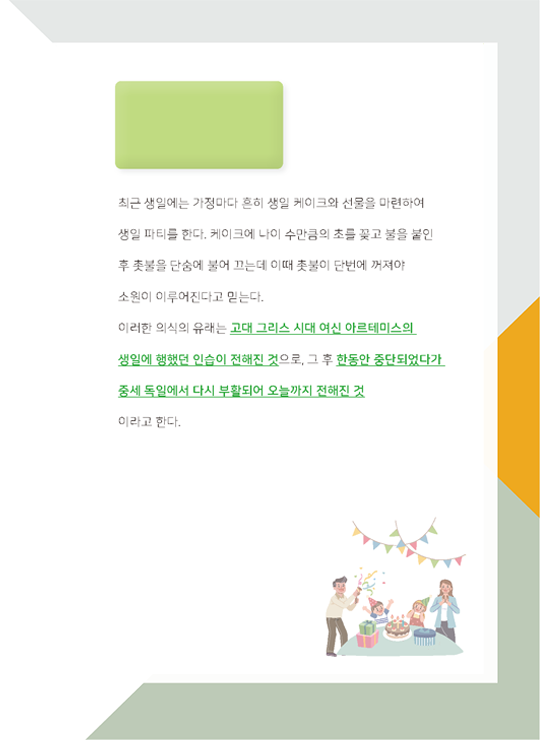 최근 생일에는 가정마다 흔히 생일 케이크와 선물을 마련하여
생일 파티를 한다. 케이크에 나이 수만큼의 초를 꽂고 불을 붙인
후 촛불을 단숨에 불어 끄는데 이때 촛불이 단번에 꺼져야
소원이 이루어진다고 믿는다.
이러한 의식의 유래는 고대 그리스 시대 여신 아르테미스의
생일에 행했던 인습이 전해진 것으로, 그 후 한동안 중단되었다가
중세 독일에서 다시 부활되어 오늘까지 전해진 것
이라고 한다.